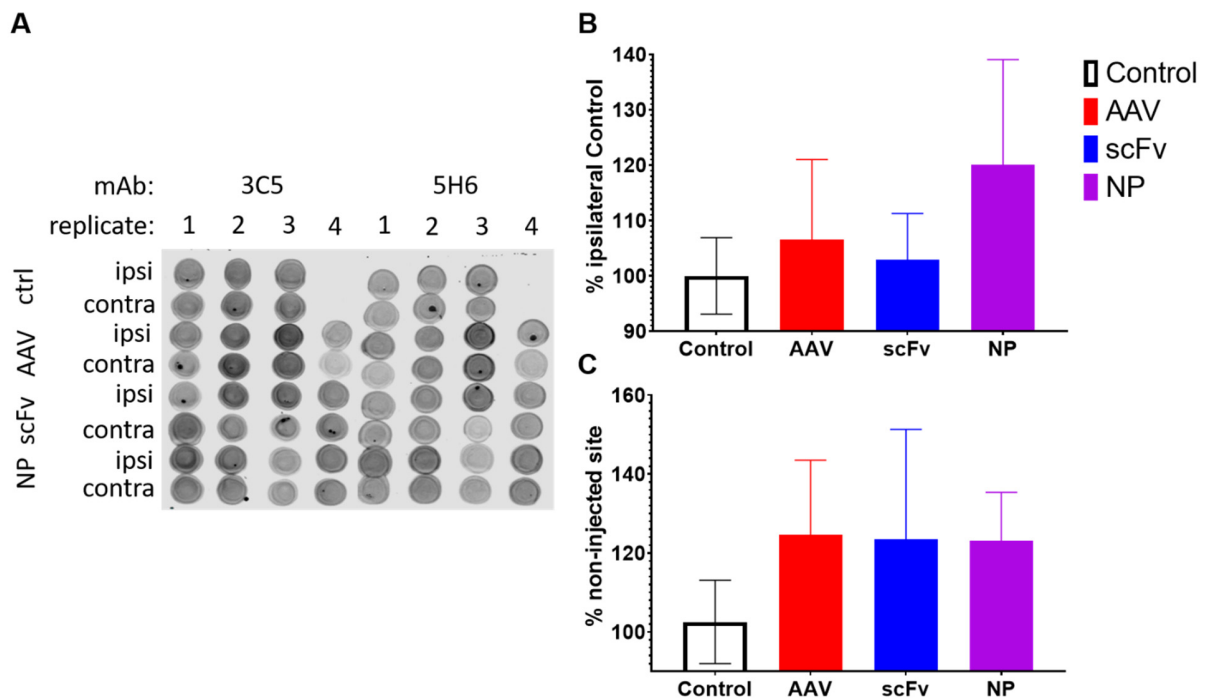 A
mAb: 3C5 5H6
replicate: 1 2 3 4 1 2 3 4
ctrl
ipsi
contra
AAV
ipsi
contra
scFv
ipsi
contra
NP
ipsi
contra
B
% ipsilateral Control
140
130
120
110
100
90
Control AAV scFv NP
Control
AAV
scFv
NP
C
% non-injected site
160
140
120
100
Control AAV scFv NP